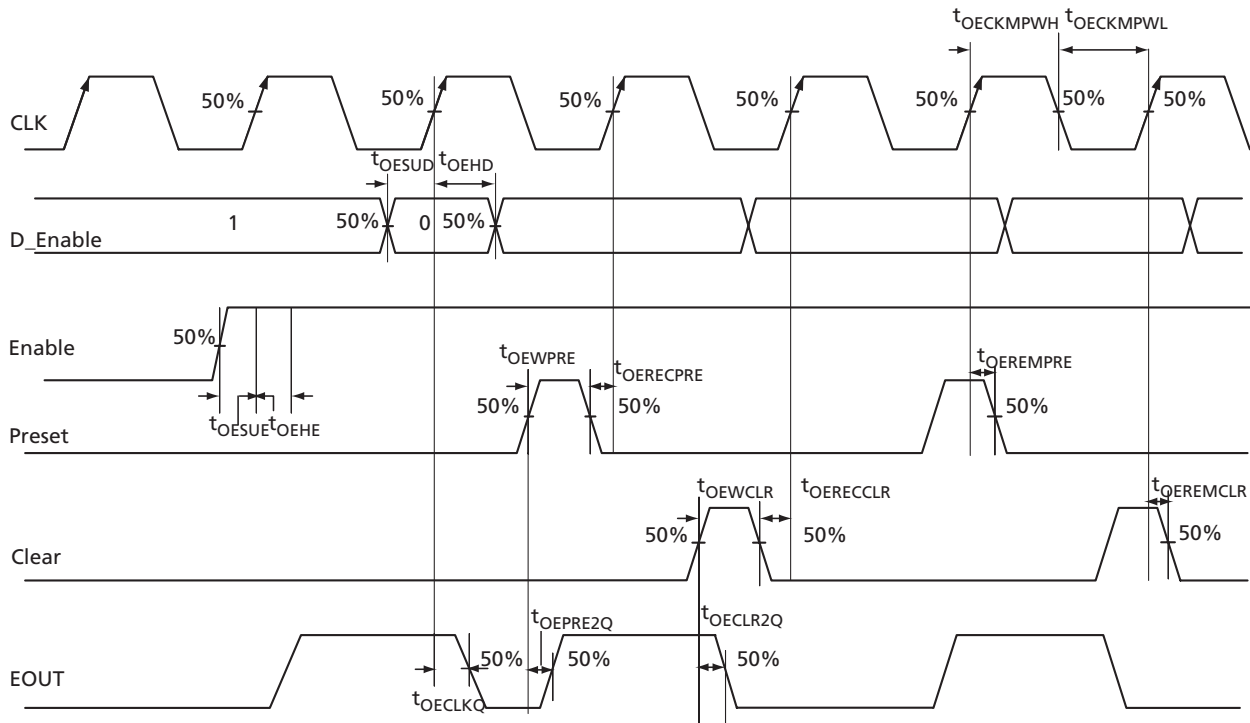 tOECKMPWH tOECKMPWL
CLK
50% 50% 50% 50% 50% 50% 50%
tOESUD tOEHD
D_Enable
1 50% 0 50%
Enable
50%
tOESUE tOEHE
tOEWPRE tOERECPRE tOEREMPRE
Preset
50% 50% 50%
tOEWCLR tOERECCLR tOEREMCLR
Clear
50% 50% 50%
tOEPRE2Q tOECLR2Q
EOUT
50% 50% 50%
tOECLKQ